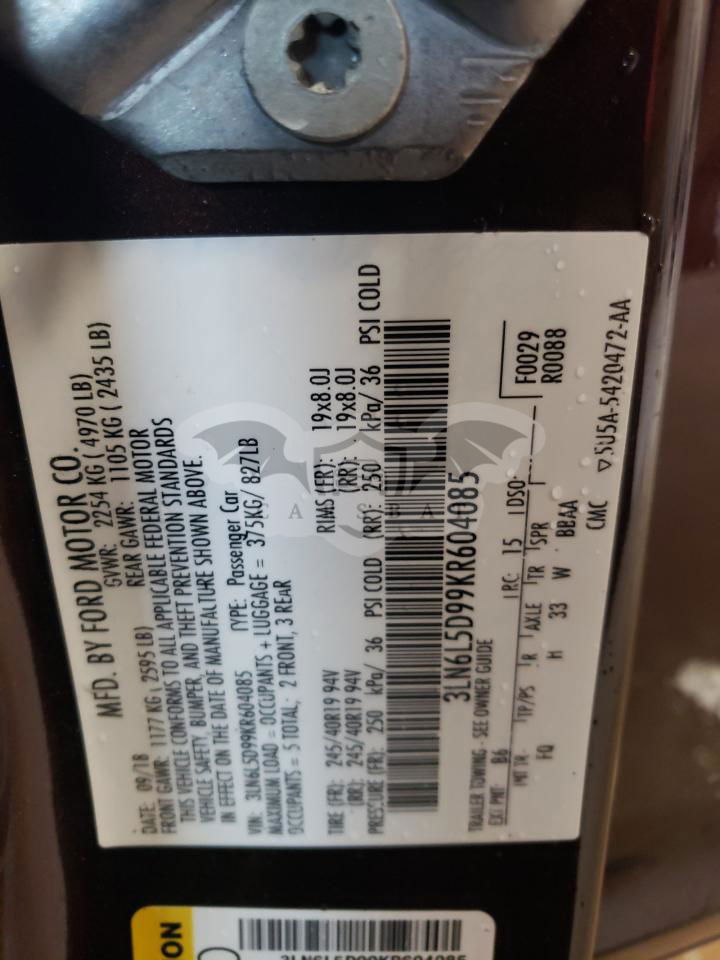 MFD. BY FORD MOTOR CO.
DATE: 09/18 GVWR: 2254 KG ( 4970 LB)
FRONT GAWR: 1177 KG ( 2595 LB) REAR GAWR: 1105 KG ( 2435 LB)
THIS VEHICLE CONFORMS TO ALL APPLICABLE FEDERAL MOTOR
VEHICLE SAFETY, BUMPER, AND THEFT PREVENTION STANDARDS
IN EFFECT ON THE DATE OF MANUFACTURE SHOWN ABOVE.
VIN: 3LN6L5D99KR604085 TYPE: Passenger Car
MAXIMUM LOAD = OCCUPANTS + LUGGAGE = 375KG/ 827LB
OCCUPANTS = 5 TOTAL; 2 FRONT, 3 REAR
TIRE (FR): 245/40R19 94V RIMS (FR): 19x8.0J
(RR): 245/40R19 94V (RR): 19x8.0J
PRESSURE (FR): 250 kPa/ 36 PSI COLD (RR): 250 kPa/ 36 PSI COLD
3LN6L5D99KR604085
TRAILER TOWING - SEE OWNER GUIDE
EXT PNT: B6 RC: 15 DSO: F0029
INT TR TP/PS R AXLE TR SPR R0088
FQ H 33 W BBAA
CMC 5U5A-5420472-AA
ON
3LN6L5D99KR604085